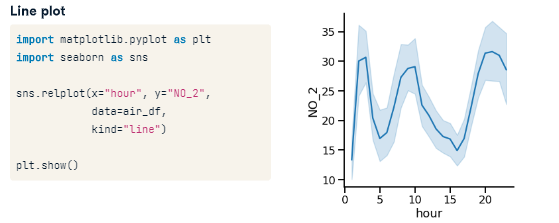 Line plot
import matplotlib.pyplot as plt
import seaborn as sns
sns.relplot(x="hour", y="NO_2",
data=air_df,
kind="line")
plt.show()
35
30
25
20
15
10
NO_2
0 5 10 15 20
hour